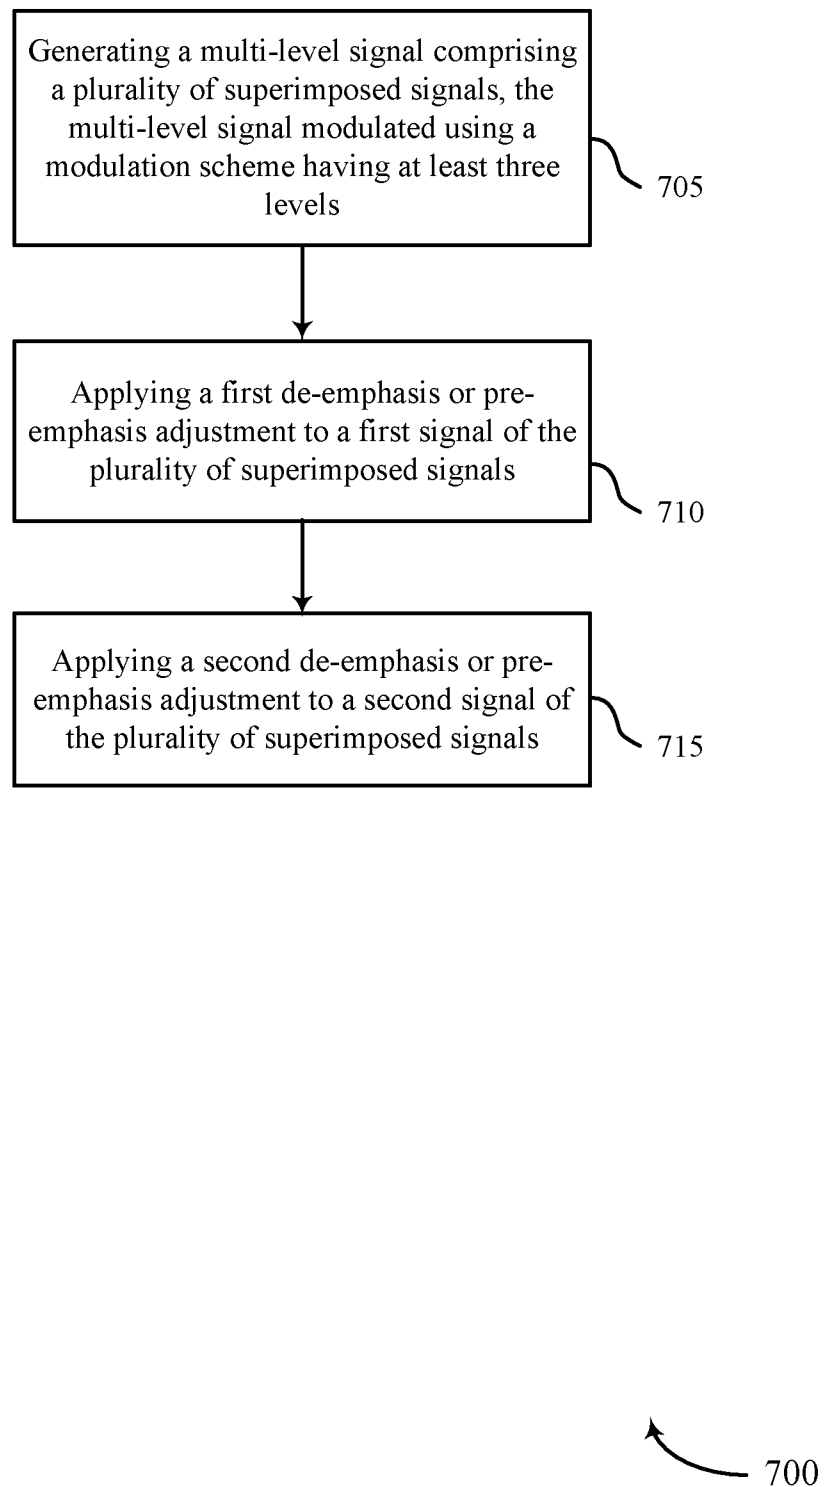 Generating a multi-level signal comprising
a plurality of superimposed signals, the
multi-level signal modulated using a
modulation scheme having at least three
levels
705
Applying a first de-emphasis or pre-
emphasis adjustment to a first signal of the
plurality of superimposed signals
710
Applying a second de-emphasis or pre-
emphasis adjustment to a second signal of
the plurality of superimposed signals
715
700